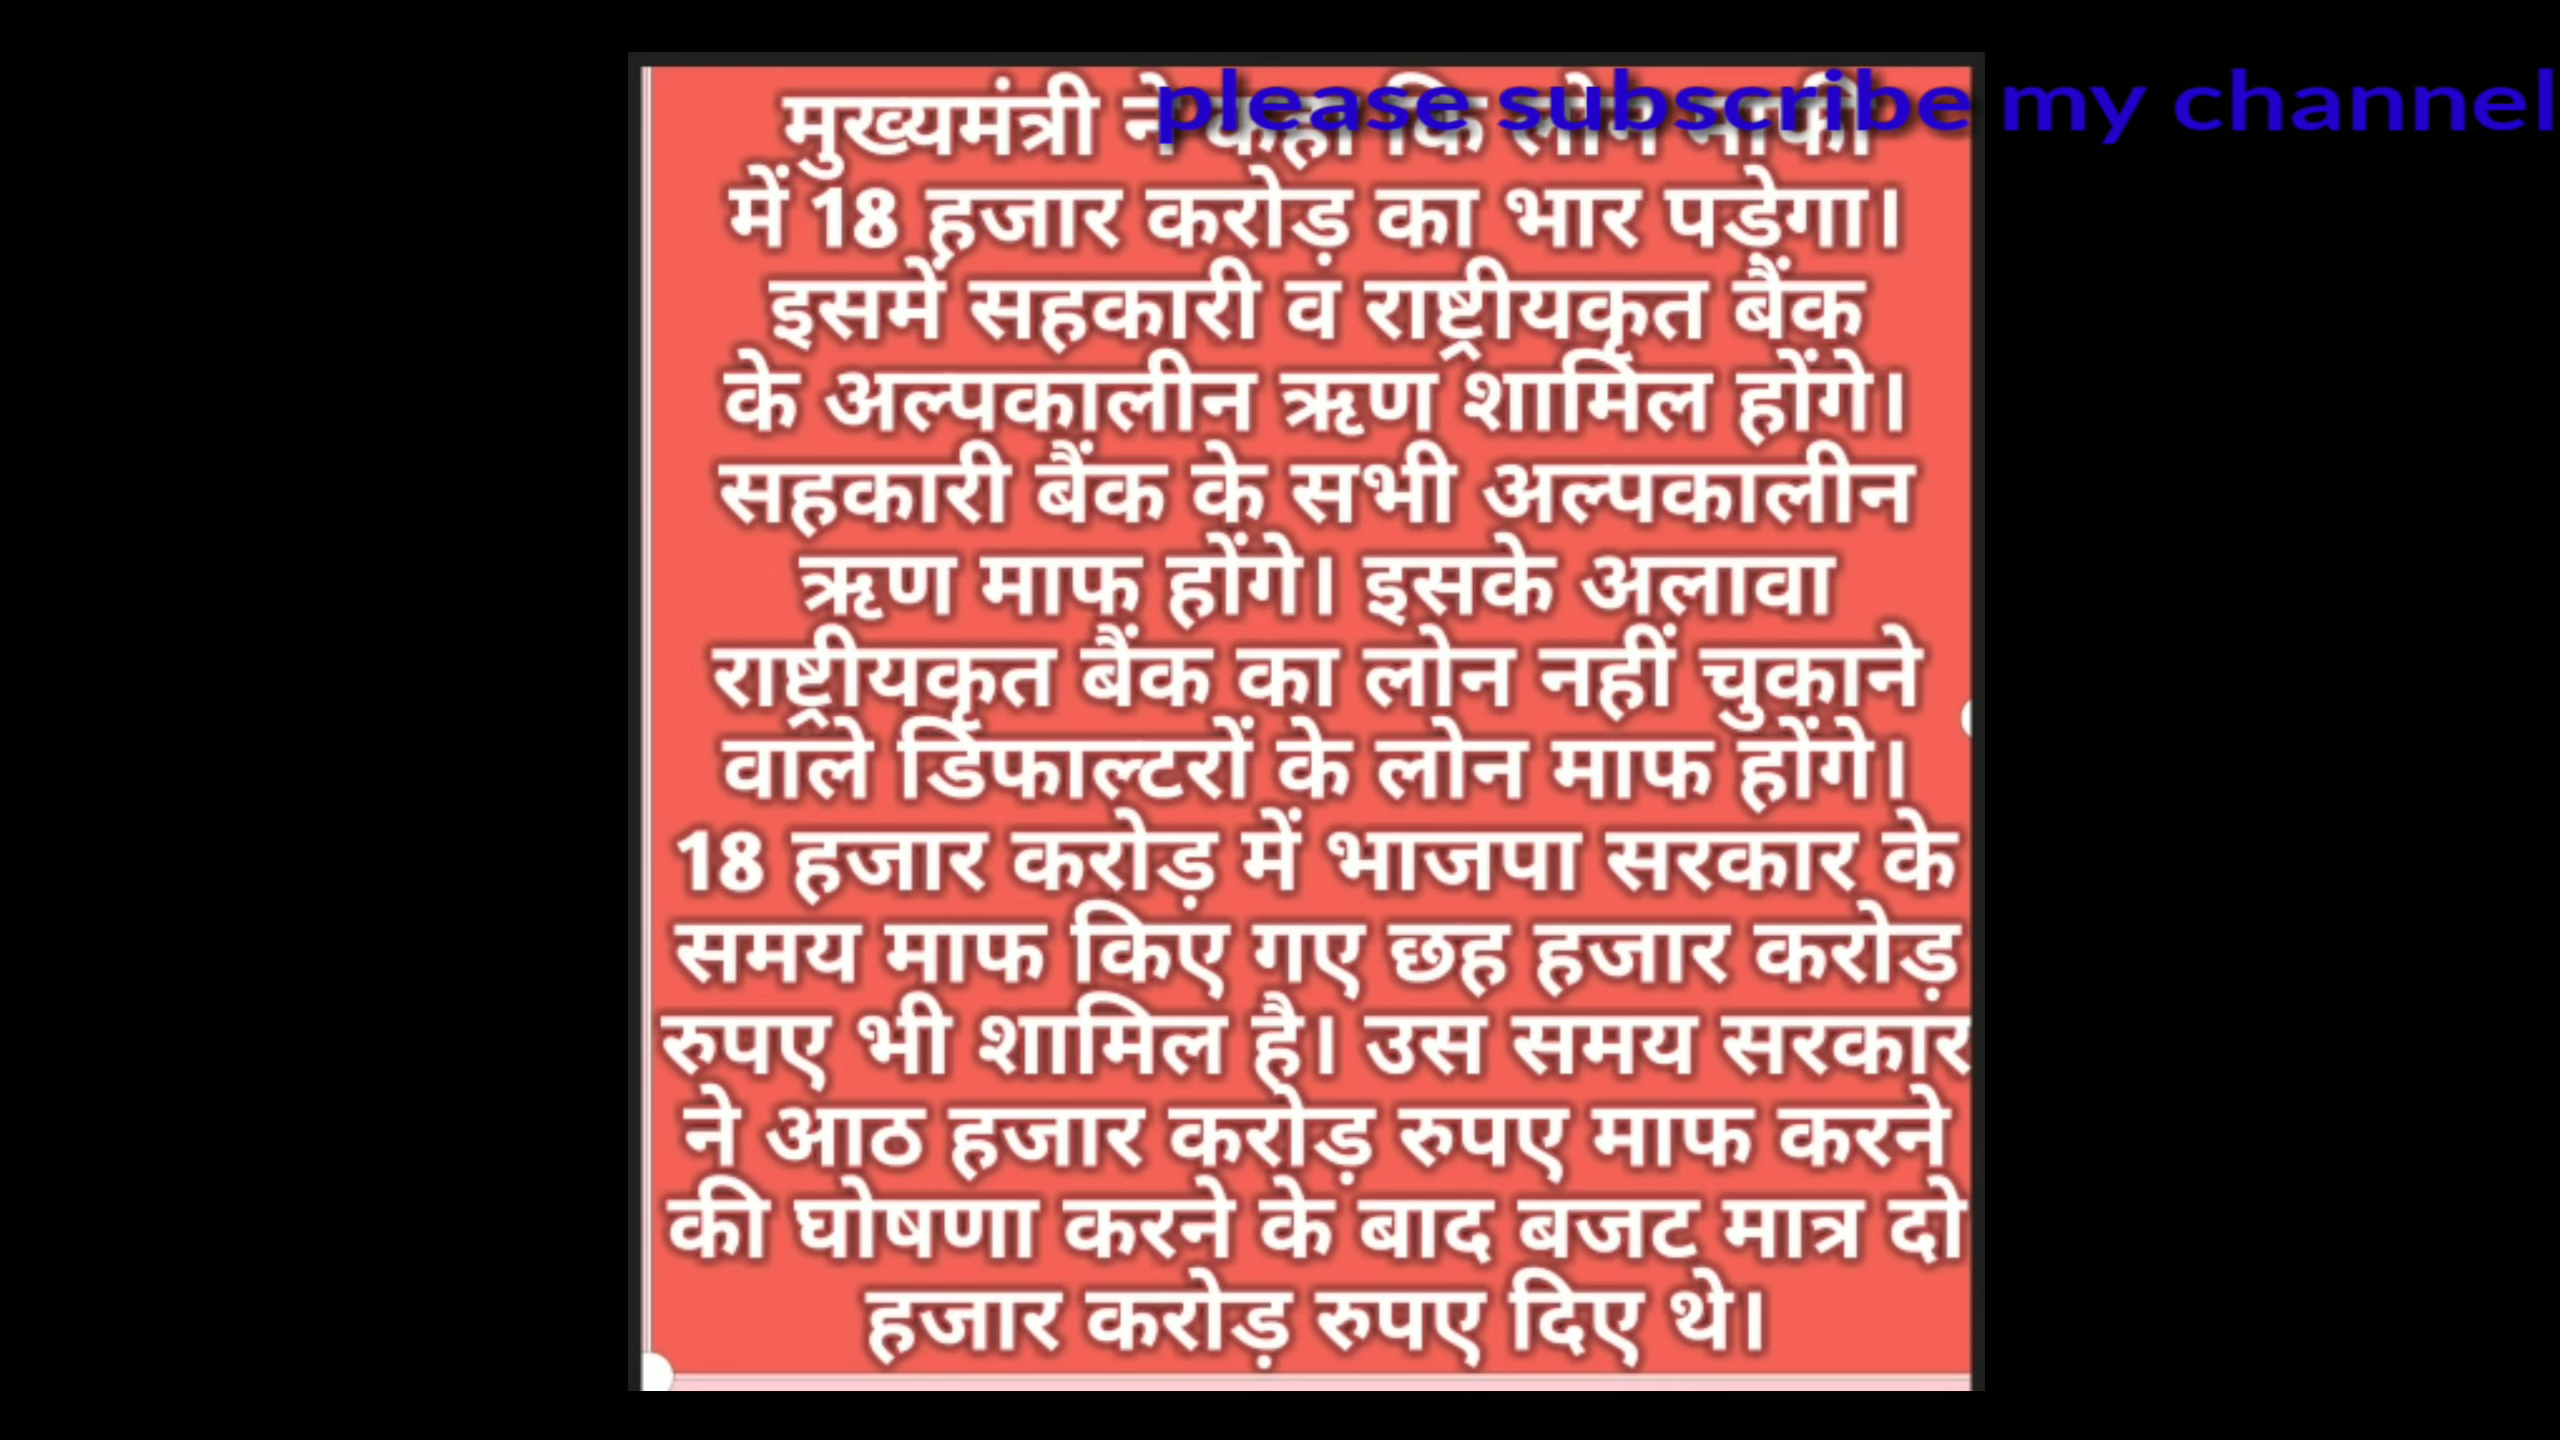 please subscribe my channel
मुख्यमंत्री ने कहा कि लोन माफी
में 18 हजार करोड़ का भार पड़ेगा।
इसमें सहकारी व राष्ट्रीयकृत बैंक
के अल्पकालीन ऋण शामिल होंगे।
सहकारी बैंक के सभी अल्पकालीन
ऋण माफ होंगे। इसके अलावा
राष्ट्रीयकृत बैंक का लोन नहीं चुकाने
वाले डिफाल्टरों के लोन माफ होंगे।
18 हजार करोड़ में भाजपा सरकार के
समय माफ किए गए छह हजार करोड़
रुपए भी शामिल है। उस समय सरकार
ने आठ हजार करोड़ रुपए माफ करने
की घोषणा करने के बाद बजट मात्र दो
हजार करोड़ रुपए दिए थे।